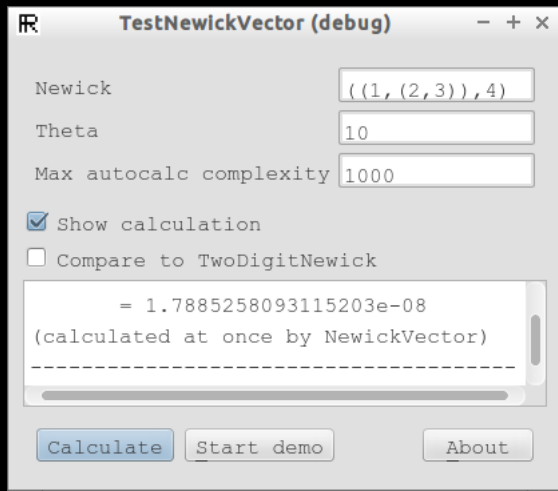 TestNewickVector (debug)
Newick ((1,(2,3)),4)
Theta 10
Max autocalc complexity 1000
Show calculation
Compare to TwoDigitNewick
= 1.7885258093115203e-08
(calculated at once by NewickVector)
--------------------------------------
Calculate Start demo About